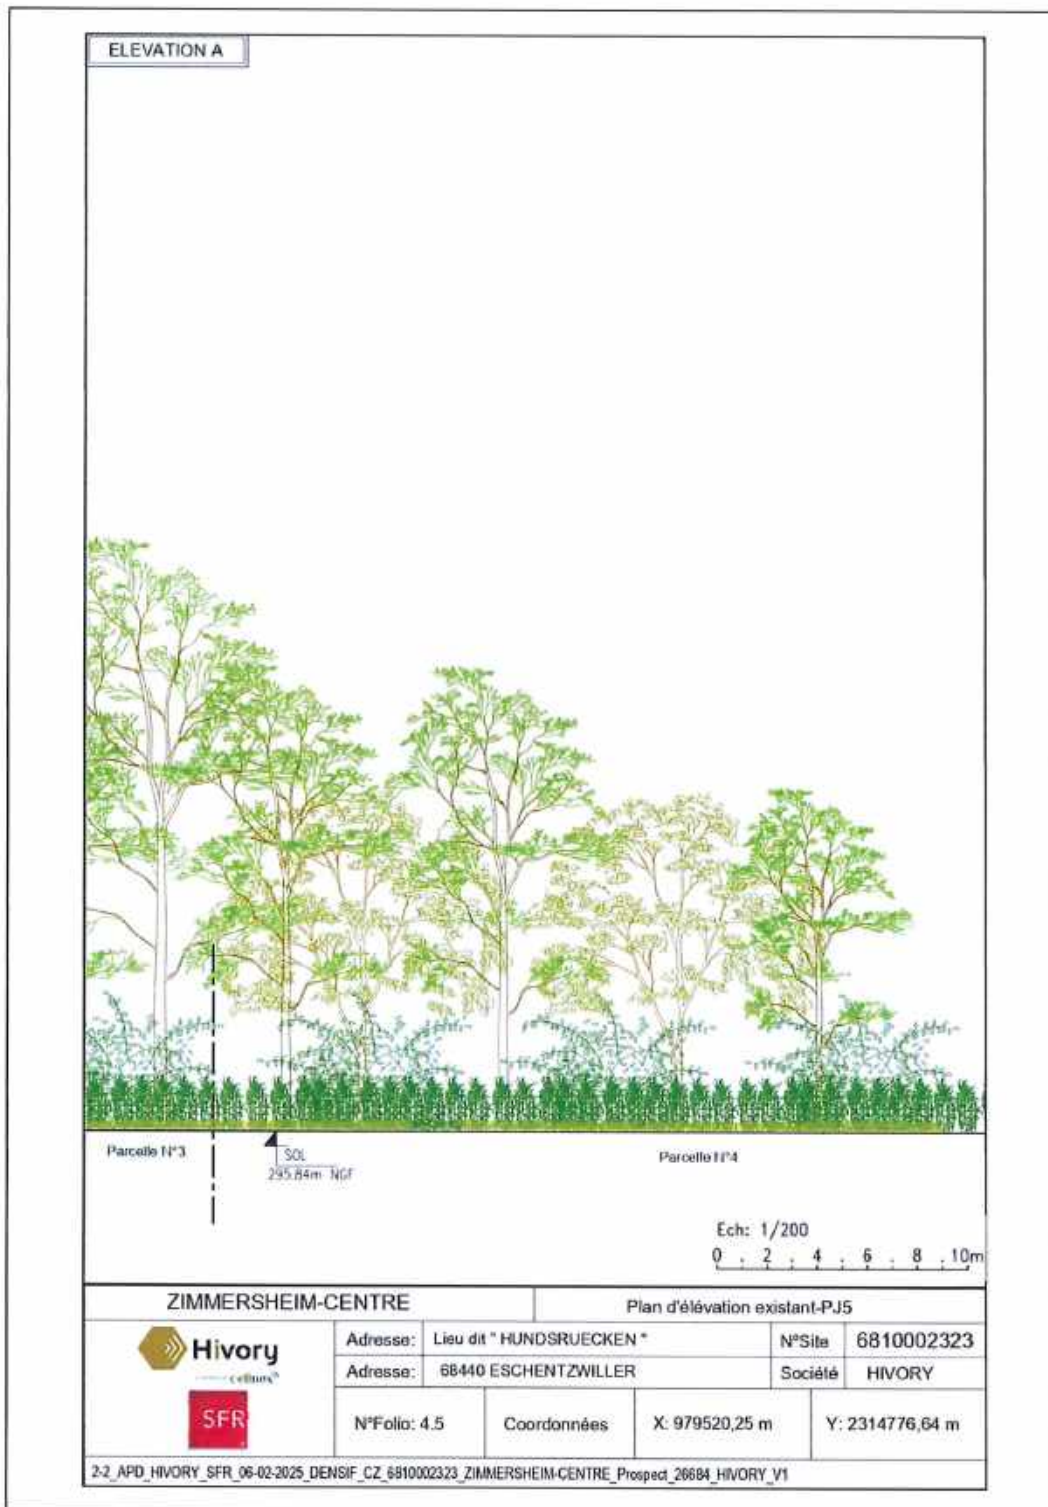 ELEVATION A
Parcelle N°3
SOL
295.84m NGF
Parcelle N°4
Ech: 1/200
0 . 2 . 4 . 6 . 8 . 10m
ZIMMERSHEIM-CENTRE
Plan d'élévation existant-PJ5
Hivory
cellnex
SFR
Adresse: Lieu dit " HUNDSRUECKEN "
N°Site 6810002323
Adresse: 68440 ESCHENTZWILLER
Société HIVORY
N°Folio: 4.5
Coordonnées
X: 979520,25 m
Y: 2314776,64 m
2-2_APD_HIVORY_SFR_06-02-2025_DENSIF_CZ_6810002323_ZIMMERSHEIM-CENTRE_Prospect_26684_HIVORY_V1